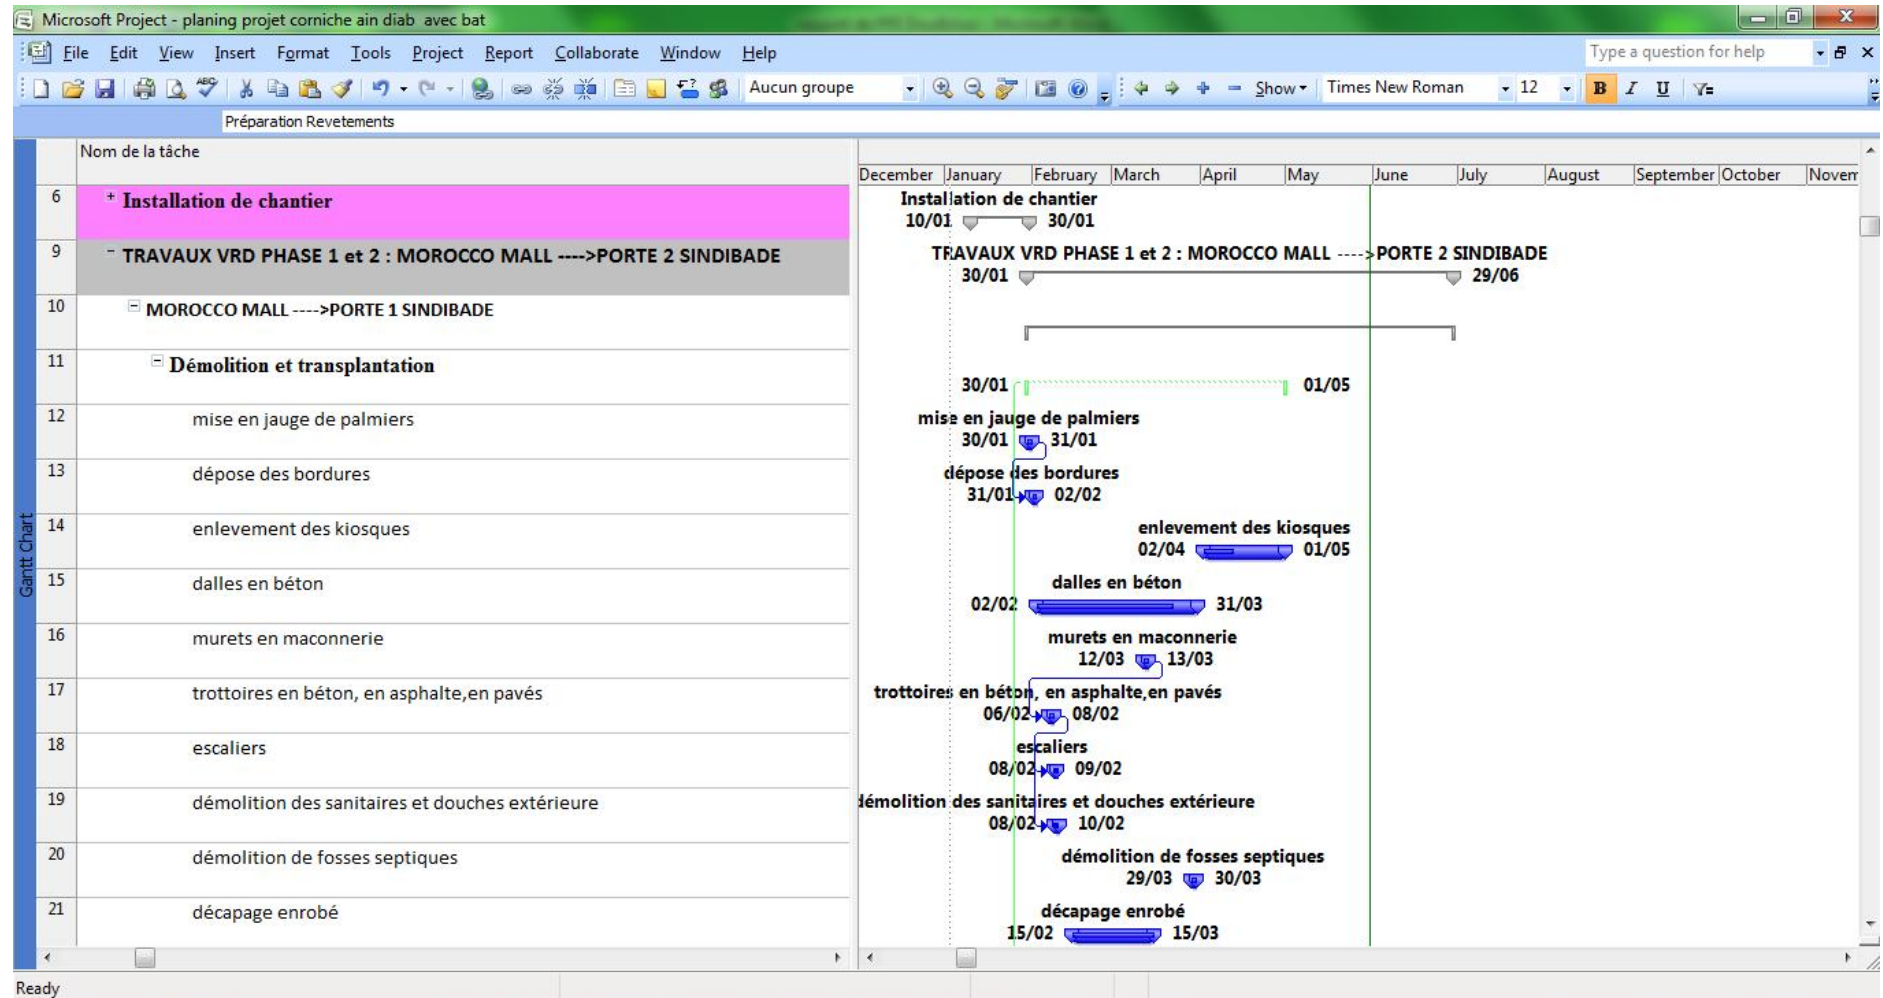 Microsoft Project - planing projet corniche ain diab avec bat
File Edit View Insert Format Tools Project Report Collaborate Window Help
Type a question for help
Aucun groupe
Show
Times New Roman
12
B I U
Préparation Revetements
Nom de la tâche
December January February March April May June July August September October Novem
6 Installation de chantier
Installation de chantier
10/01 30/01
9 TRAVAUX VRD PHASE 1 et 2 : MOROCCO MALL ---->PORTE 2 SINDIBADE
TRAVAUX VRD PHASE 1 et 2 : MOROCCO MALL ---->PORTE 2 SINDIBADE
30/01 29/06
10 MOROCCO MALL ---->PORTE 1 SINDIBADE
11 Démolition et transplantation
30/01 01/05
12 mise en jauge de palmiers
mise en jauge de palmiers
30/01 31/01
13 dépose des bordures
dépose des bordures
31/01 02/02
14 enlevement des kiosques
enlevement des kiosques
02/04 01/05
15 dalles en béton
dalles en béton
02/02 31/03
16 murets en maconnerie
murets en maconnerie
12/03 13/03
17 trottoires en béton, en asphalte,en pavés
trottoires en béton, en asphalte,en pavés
06/02 08/02
18 escaliers
escaliers
08/02 09/02
19 démolition des sanitaires et douches extérieure
démolition des sanitaires et douches extérieure
08/02 10/02
20 démolition de fosses septiques
démolition de fosses septiques
29/03 30/03
21 décapage enrobé
décapage enrobé
15/02 15/03
Gantt Chart
Ready